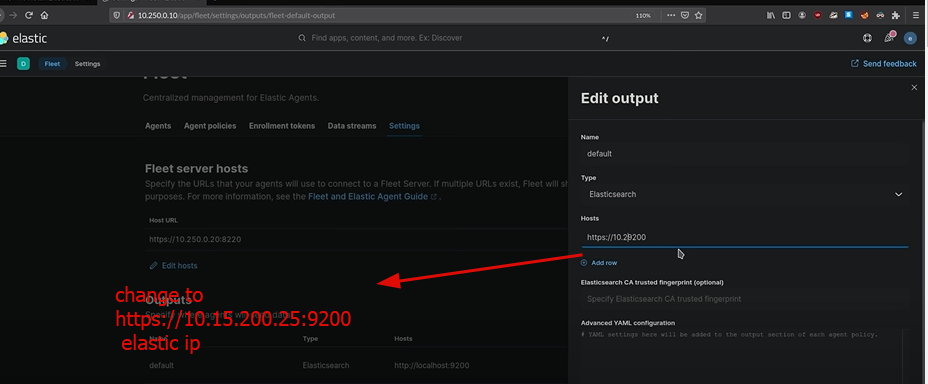 10.250.0.10/app/fleet/settings/outputs/fleet-default-output
110%
elastic
Find apps, content, and more. Ex: Discover
^/
e
D
Fleet
Settings
Send feedback
Fleet
Centralized management for Elastic Agents.
Agents
Agent policies
Enrollment tokens
Data streams
Settings
Fleet server hosts
Specify the URLs that your agents will use to connect to a Fleet Server. If multiple URLs exist, Fleet will sh
purposes. For more information, see the Fleet and Elastic Agent Guide .
Host URL
https://10.250.0.20:8220
Edit hosts
Outputs
Specify where agents will send data.
Name
Type
Hosts
default
Elasticsearch
http://localhost:9200
change to
https://10.15.200.25:9200
elastic ip
Edit output
Name
default
Type
Elasticsearch
Hosts
https://10.29200
Add row
Elasticsearch CA trusted fingerprint (optional)
Specify Elasticsearch CA trusted fingerprint
Advanced YAML configuration
# YAML settings here will be added to the output section of each agent policy.